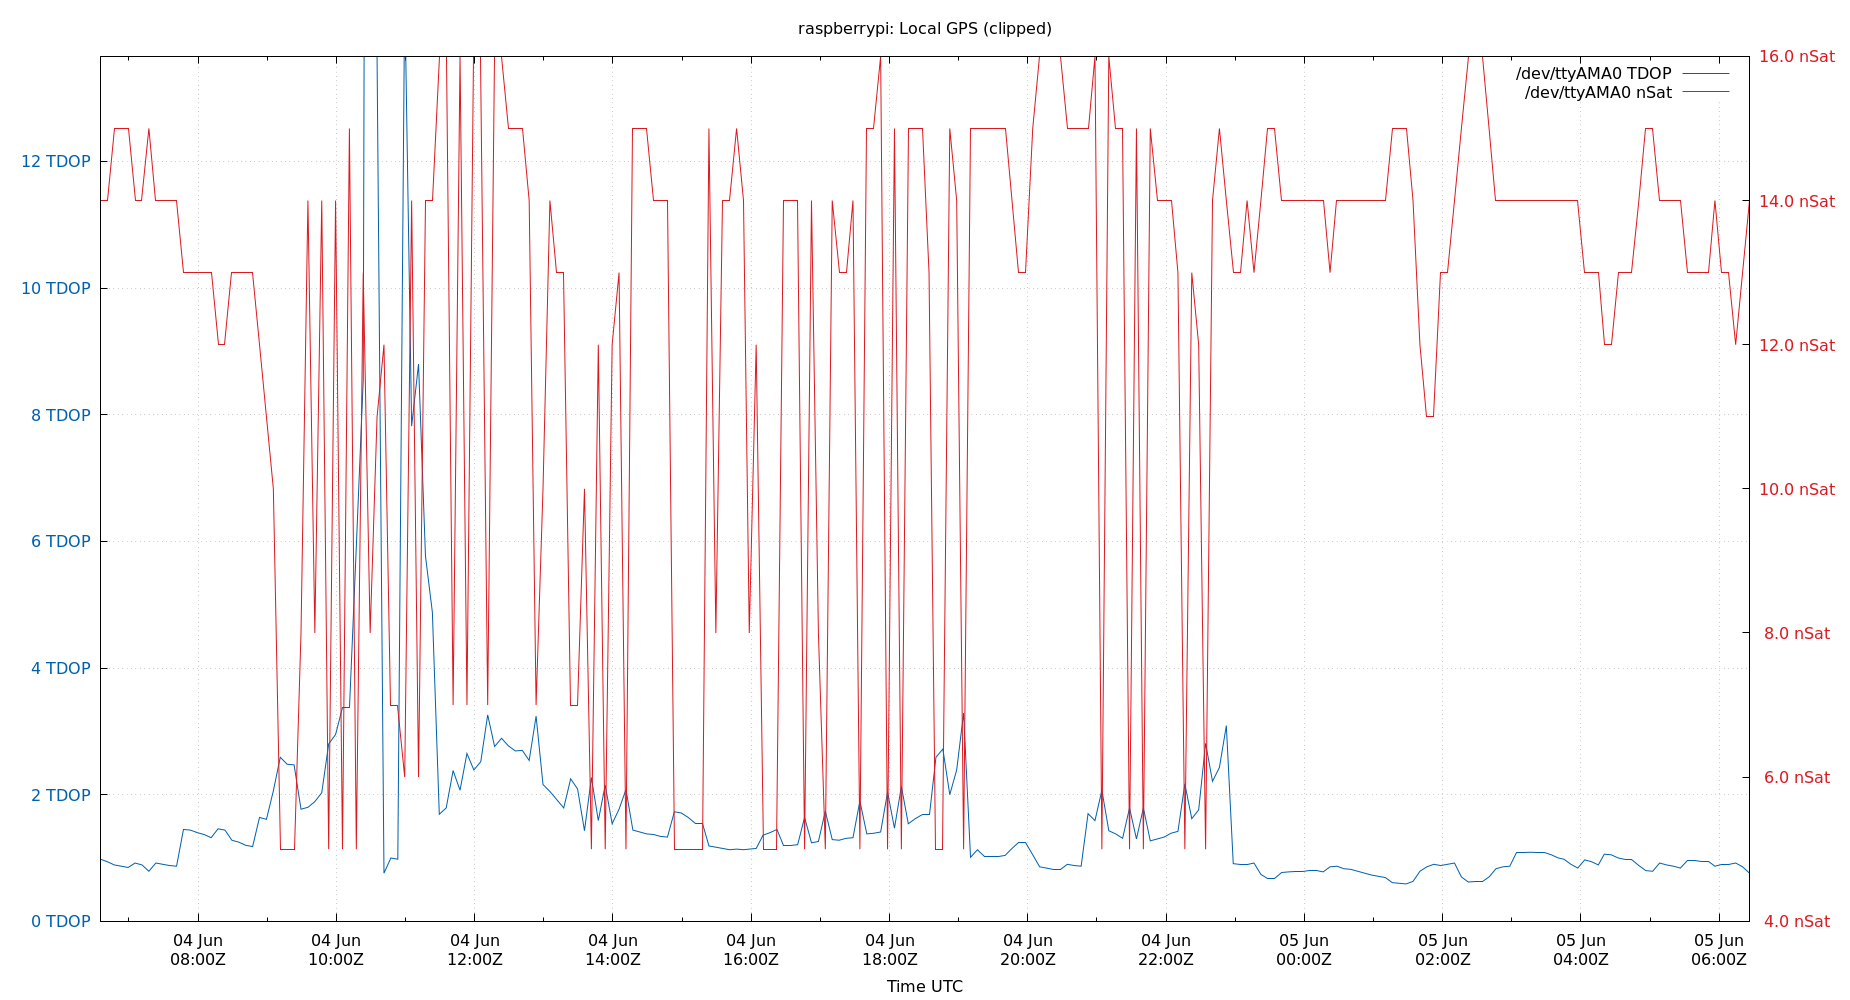 raspberrypi: Local GPS (clipped)
/dev/ttyAMA0 TDOP
/dev/ttyAMA0 nSat
12 TDOP
10 TDOP
8 TDOP
6 TDOP
4 TDOP
2 TDOP
0 TDOP
16.0 nSat
14.0 nSat
12.0 nSat
10.0 nSat
8.0 nSat
6.0 nSat
4.0 nSat
04 Jun
08:00Z
04 Jun
10:00Z
04 Jun
12:00Z
04 Jun
14:00Z
04 Jun
16:00Z
04 Jun
18:00Z
04 Jun
20:00Z
04 Jun
22:00Z
05 Jun
00:00Z
05 Jun
02:00Z
05 Jun
04:00Z
05 Jun
06:00Z
Time UTC